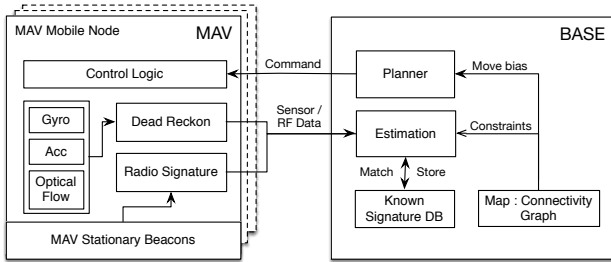 MAV Mobile Node
MAV
Control Logic
Gyro
Acc
Optical
Flow
Dead Reckon
Radio Signature
MAV Stationary Beacons
Command
Sensor /
RF Data
BASE
Planner
Move bias
Estimation
Constraints
Match
Store
Known
Signature DB
Map : Connectivity
Graph